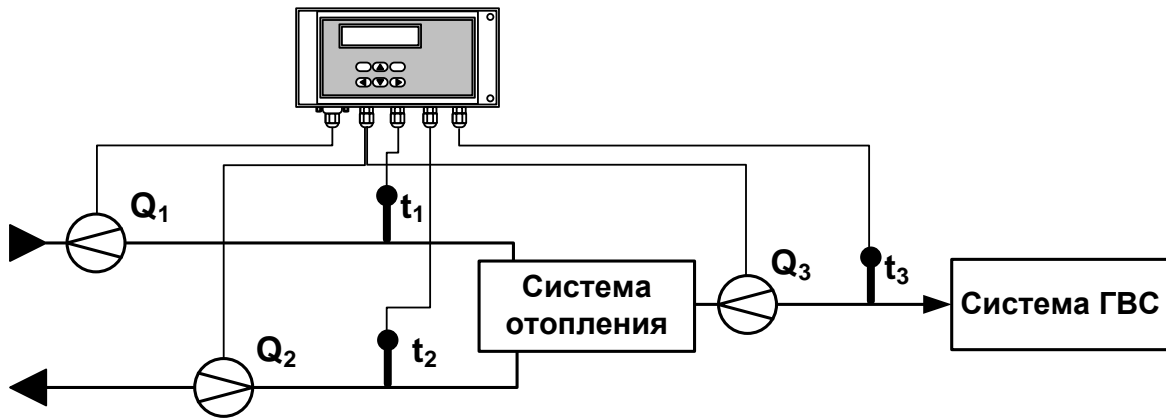 Q₁
t₁
Q₃
t₃
Система
отопления
Система ГВС
Q₂
t₂